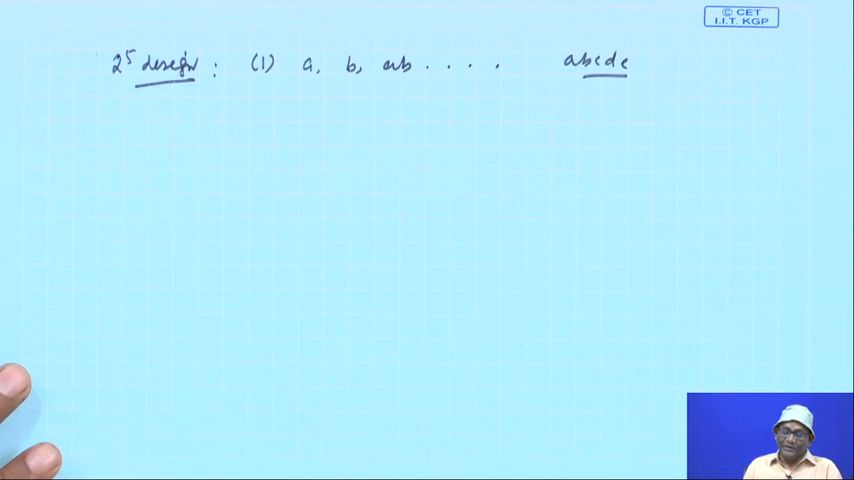 © CET
I.I.T. KGP
2⁵ design : (1) a, b, ab . . . . abcde